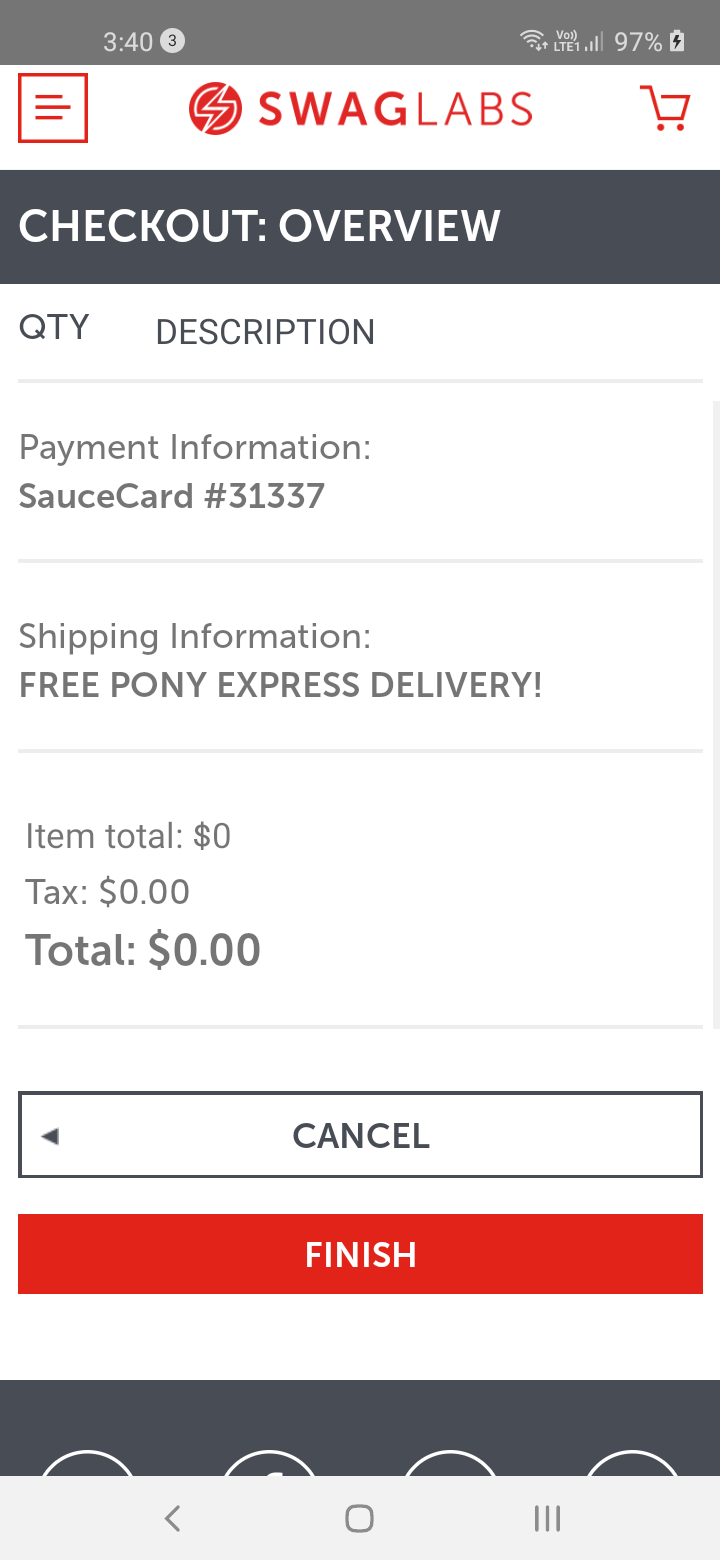 3:40 3 Vo) LTE1 97%
SWAGLABS
CHECKOUT: OVERVIEW
QTY DESCRIPTION
Payment Information:
SauceCard #31337
Shipping Information:
FREE PONY EXPRESS DELIVERY!
Item total: $0
Tax: $0.00
Total: $0.00
CANCEL
FINISH